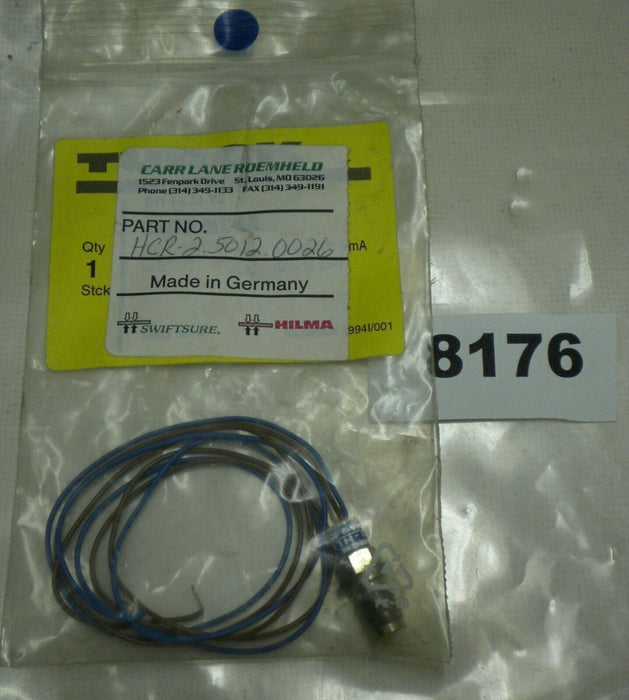 CARR LANE ROEMHELD
1523 Fenpark Drive St. Louis, MO 63026
Phone (314) 349-1133 FAX (314) 349-1191
PART NO.
HCR-2-5012.0026
Made in Germany
SWIFTSURE. HILMA
Qty
1
Stck
mA
994I/001
8176